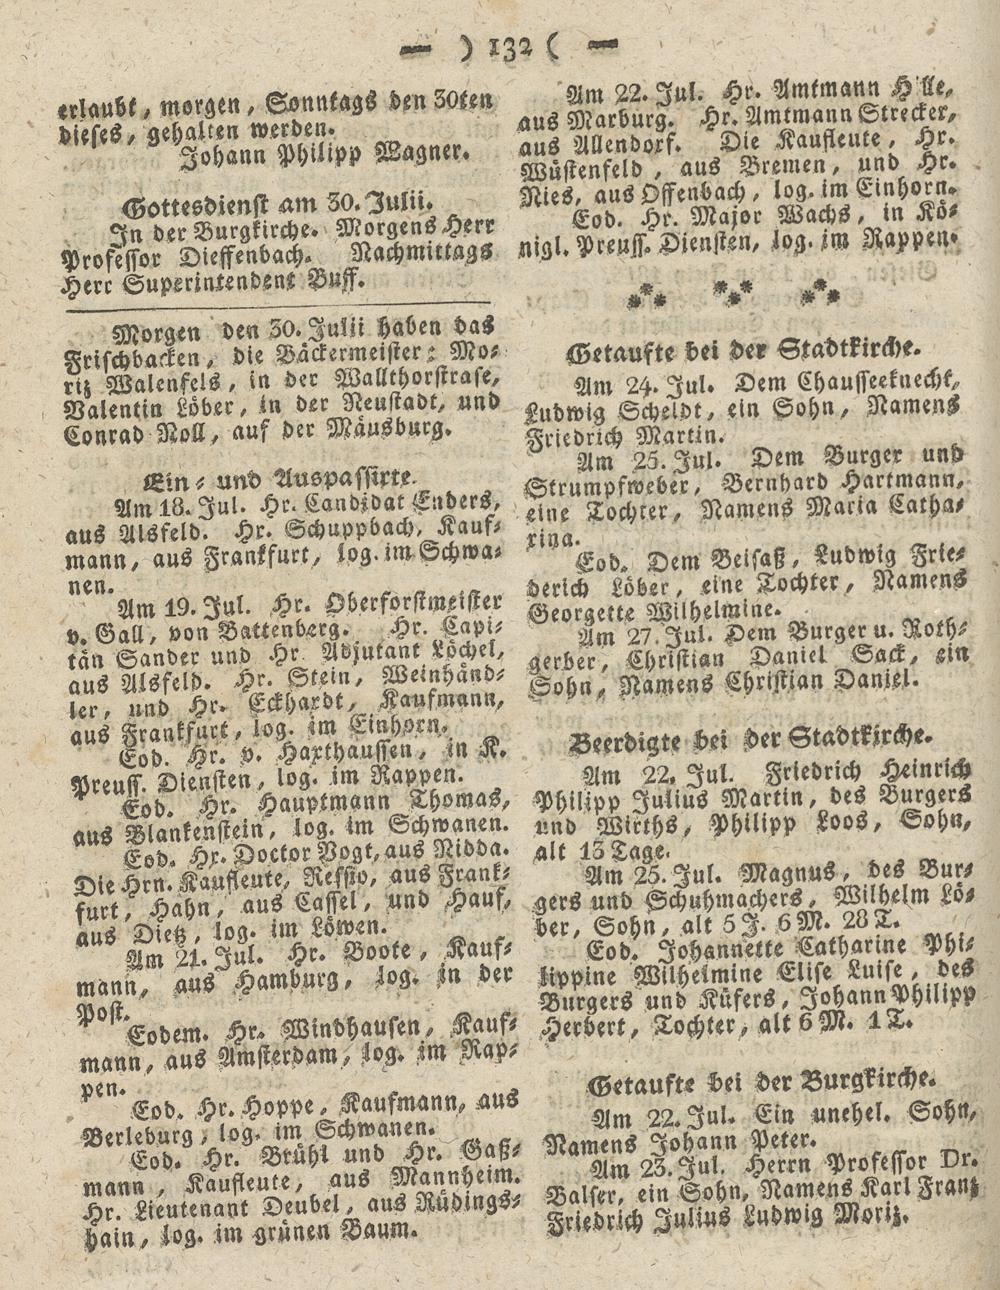 — ) 132 ( —
erlaubt, morgen, Sonntags den 30ten
dieses, gehalten werden.
Johann Philipp Wagner.
Gottesdienst am 30. Julii.
In der Burgkirche. Morgens Herr
Professor Dieffenbach. Nachmittags
Herr Superintendent Buff.
Morgen den 30. Julii haben das
Frischbacken, die Bäckermeister: Mo-
riz Walenfels, in der Wallthorstrase,
Valentin Löber, in der Neustadt, und
Conrad Noll, auf der Mäusburg.
Ein- und Auspassirte.
Am 18. Jul. Hr. Candidat Enders,
aus Alsfeld. Hr. Schuppbach, Kauf-
mann, aus Frankfurt, log. im Schwa-
nen.
Am 19. Jul. Hr. Oberforstmeister
v. Gall, von Battenberg. Hr. Capi-
tän Sander und Hr. Adjutant Löchel,
aus Alsfeld. Hr. Stein, Weinhänd-
ler, und Hr. Eckhardt, Kaufmann,
aus Frankfurt, log. im Einhorn.
Eod. Hr. v. Haxthaussen, in K.
Preuss. Diensten, log. im Rappen.
Eod. Hr. Hauptmann Thomas,
aus Blankenstein, log. im Schwanen.
Eod. Hr. Doctor Vogt, aus Nidda.
Die Hrn. Kaufleute, Ressio, aus Frank-
furt, Hahn, aus Cassel, und Hauf,
aus Dietz, log. im Löwen.
Am 21. Jul. Hr. Boote, Kauf-
mann, aus Hamburg, log. in der
Post.
Eodem. Hr. Windhausen, Kauf-
mann, aus Amsterdam, log. im Rap-
pen.
Eod. Hr. Hoppe, Kaufmann, aus
Berleburg, log. im Schwanen.
Eod. Hr. Brühl und Hr. Gaß-
mann, Kaufleute, aus Mannheim.
Hr. Lieutenant Deubel, aus Rüdings-
hain, log. im grünen Baum.
Am 22. Jul. Hr. Amtmann
aus Marburg. Hr. Amtmann Strecker,
aus Allendorf. Die Kaufleute, Hr.
Wüstenfeld, aus Bremen, und Hr.
Nies, aus Offenbach, log. im Einhorn.
Eod. Hr. Major Wachs, in Kö-
nigl. Preuss. Diensten, log. im Rappen.
Getaufte bei der Stadtkirche.
Am 24. Jul. Dem Chausseeknecht,
Ludwig Scheldt, ein Sohn, Namens
Friedrich Martin.
Am 25. Jul. Dem Burger und
Strumpfweber, Bernhard Hartmann,
eine Tochter, Namens Maria Catha-
rina.
Eod. Dem Beisaß, Ludwig Frie-
derich Löber, eine Tochter, Namens
Georgette Wilhelmine.
Am 27. Jul. Dem Burger u. Roth-
gerber, Christian Daniel Sack, ein
Sohn, Namens Christian Daniel.
Beerdigte bei der Stadtkirche.
Am 22. Jul. Friedrich Heinrich
Philipp Julius Martin, des Burgers
und Wirths, Philipp Loos, Sohn,
alt 13 Tage.
Am 25. Jul. Magnus, des Bur-
gers und Schuhmachers, Wilhelm Lö-
ber, Sohn, alt 5 J. 6 M. 28 T.
Eod. Johannette Catharine Phi-
lippine Wilhelmine Elise Luise, des
Burgers und Küfers, Johann Philipp
Herbert, Tochter, alt 6 M. 1 T.
Getaufte bei der Burgkirche.
Am 22. Jul. Ein unehel. Sohn,
Namens Johann Peter.
Am 23. Jul. Herrn Professor Dr.
Balser, ein Sohn, Namens Karl Franz
Friedrich Julius Ludwig Moriz.